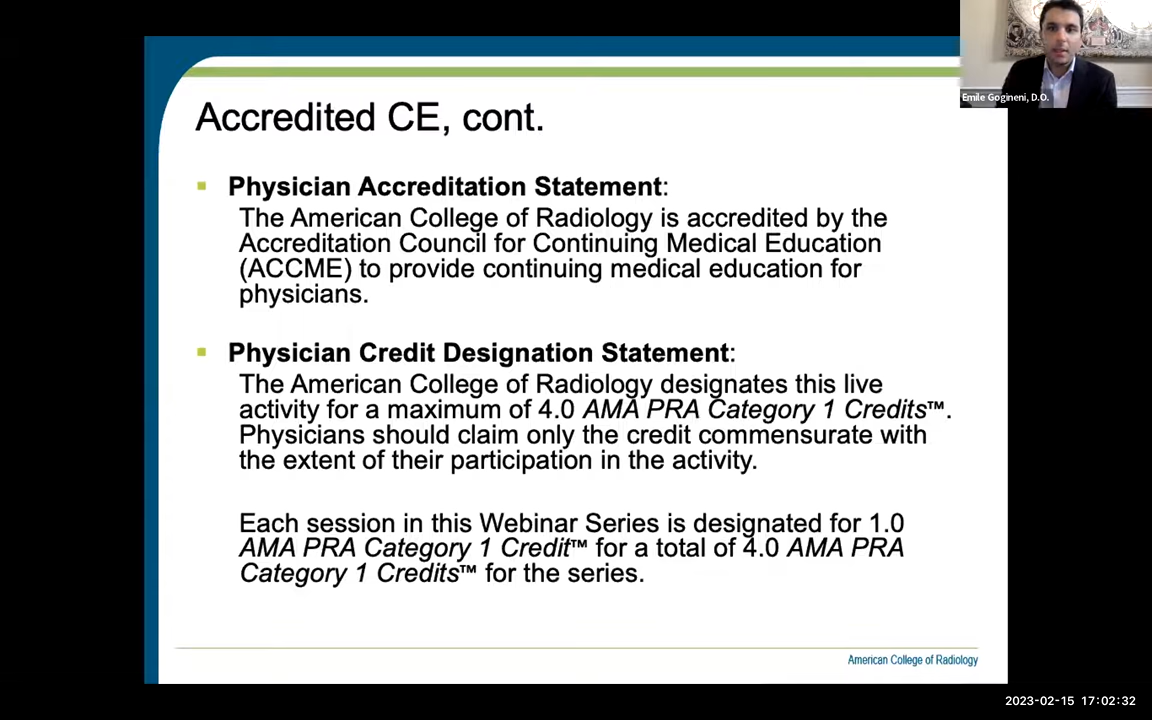 Emile Gogineni, D.O.
Accredited CE, cont.
▪ Physician Accreditation Statement:
The American College of Radiology is accredited by the
Accreditation Council for Continuing Medical Education
(ACCME) to provide continuing medical education for
physicians.
▪ Physician Credit Designation Statement:
The American College of Radiology designates this live
activity for a maximum of 4.0 AMA PRA Category 1 Credits™.
Physicians should claim only the credit commensurate with
the extent of their participation in the activity.
Each session in this Webinar Series is designated for 1.0
AMA PRA Category 1 Credit™ for a total of 4.0 AMA PRA
Category 1 Credits™ for the series.
American College of Radiology
2023-02-15 17:02:32